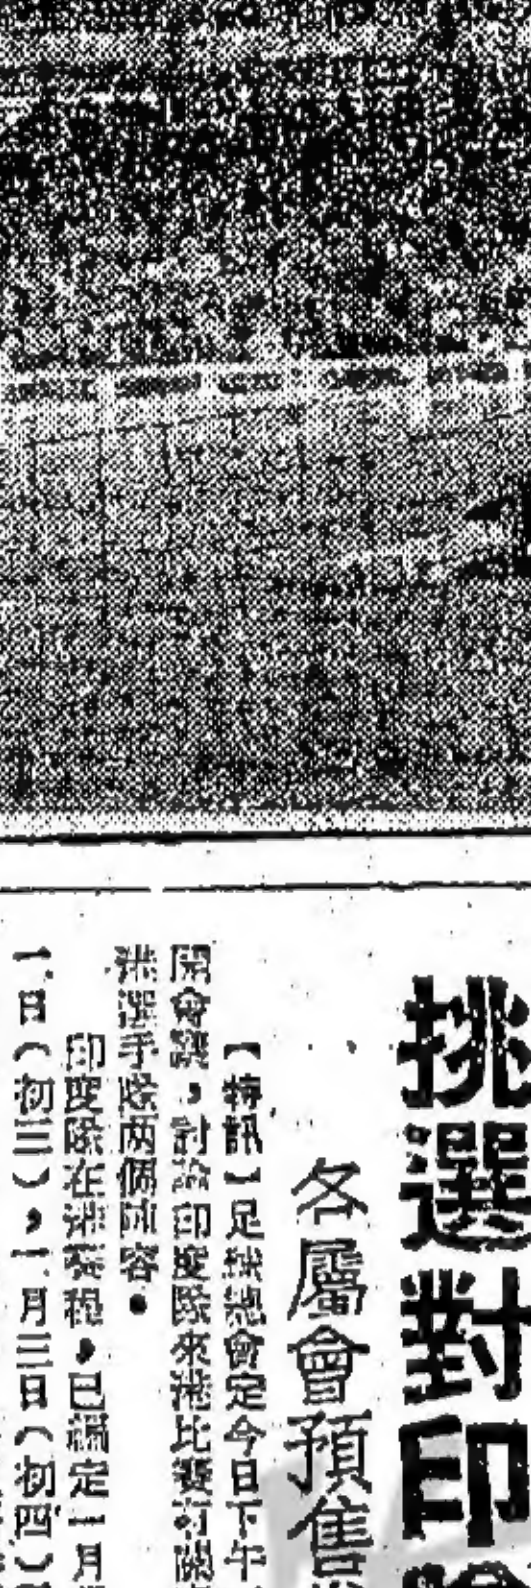 挑選對印
各屬會預售
【特訊】足球總會定今日下午
開會議，討論印度隊來港比賽有關
港選手隊兩個陣容。
印度隊在港賽程，已編定一月
一日（初三），一月三日（初四）